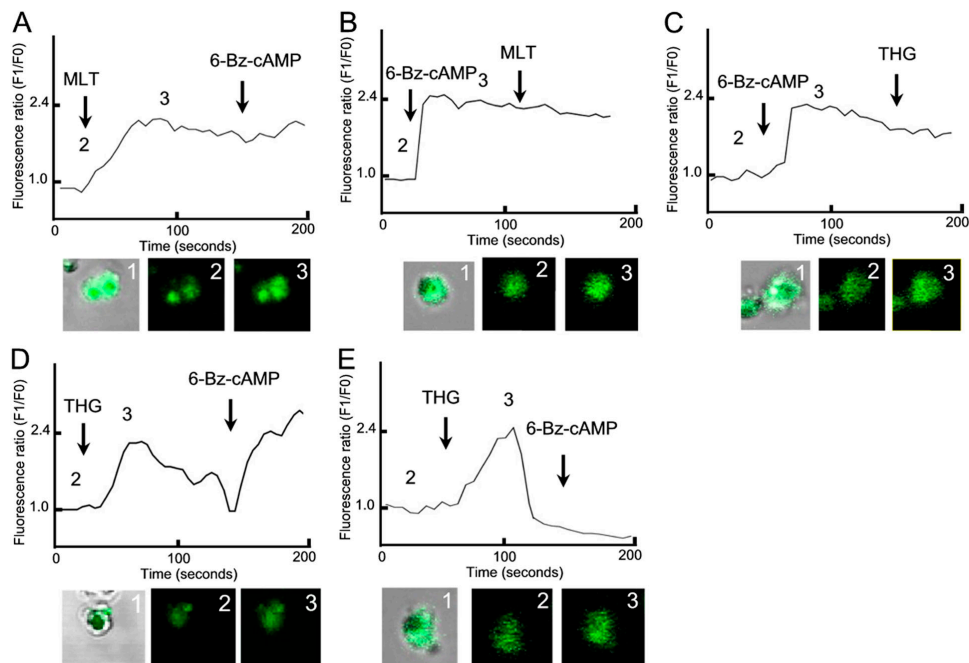 A
Fluorescence ratio (F1/F0)
2.4
1.0
MLT
2
3
6-Bz-cAMP
0
100
200
Time (seconds)
1
2
3
B
Fluorescence ratio (F1/F0)
2.4
1.0
6-Bz-cAMP
2
3
MLT
0
100
200
Time (seconds)
1
2
3
C
Fluorescence ratio (F1/F0)
2.4
1.0
6-Bz-cAMP
2
3
THG
0
100
200
Time (seconds)
1
2
3
D
Fluorescence ratio (F1/F0)
2.4
1.0
THG
2
3
6-Bz-cAMP
0
100
200
Time (seconds)
1
2
3
E
Fluorescence ratio (F1/F0)
2.4
1.0
THG
2
3
6-Bz-cAMP
0
100
200
Time (seconds)
1
2
3